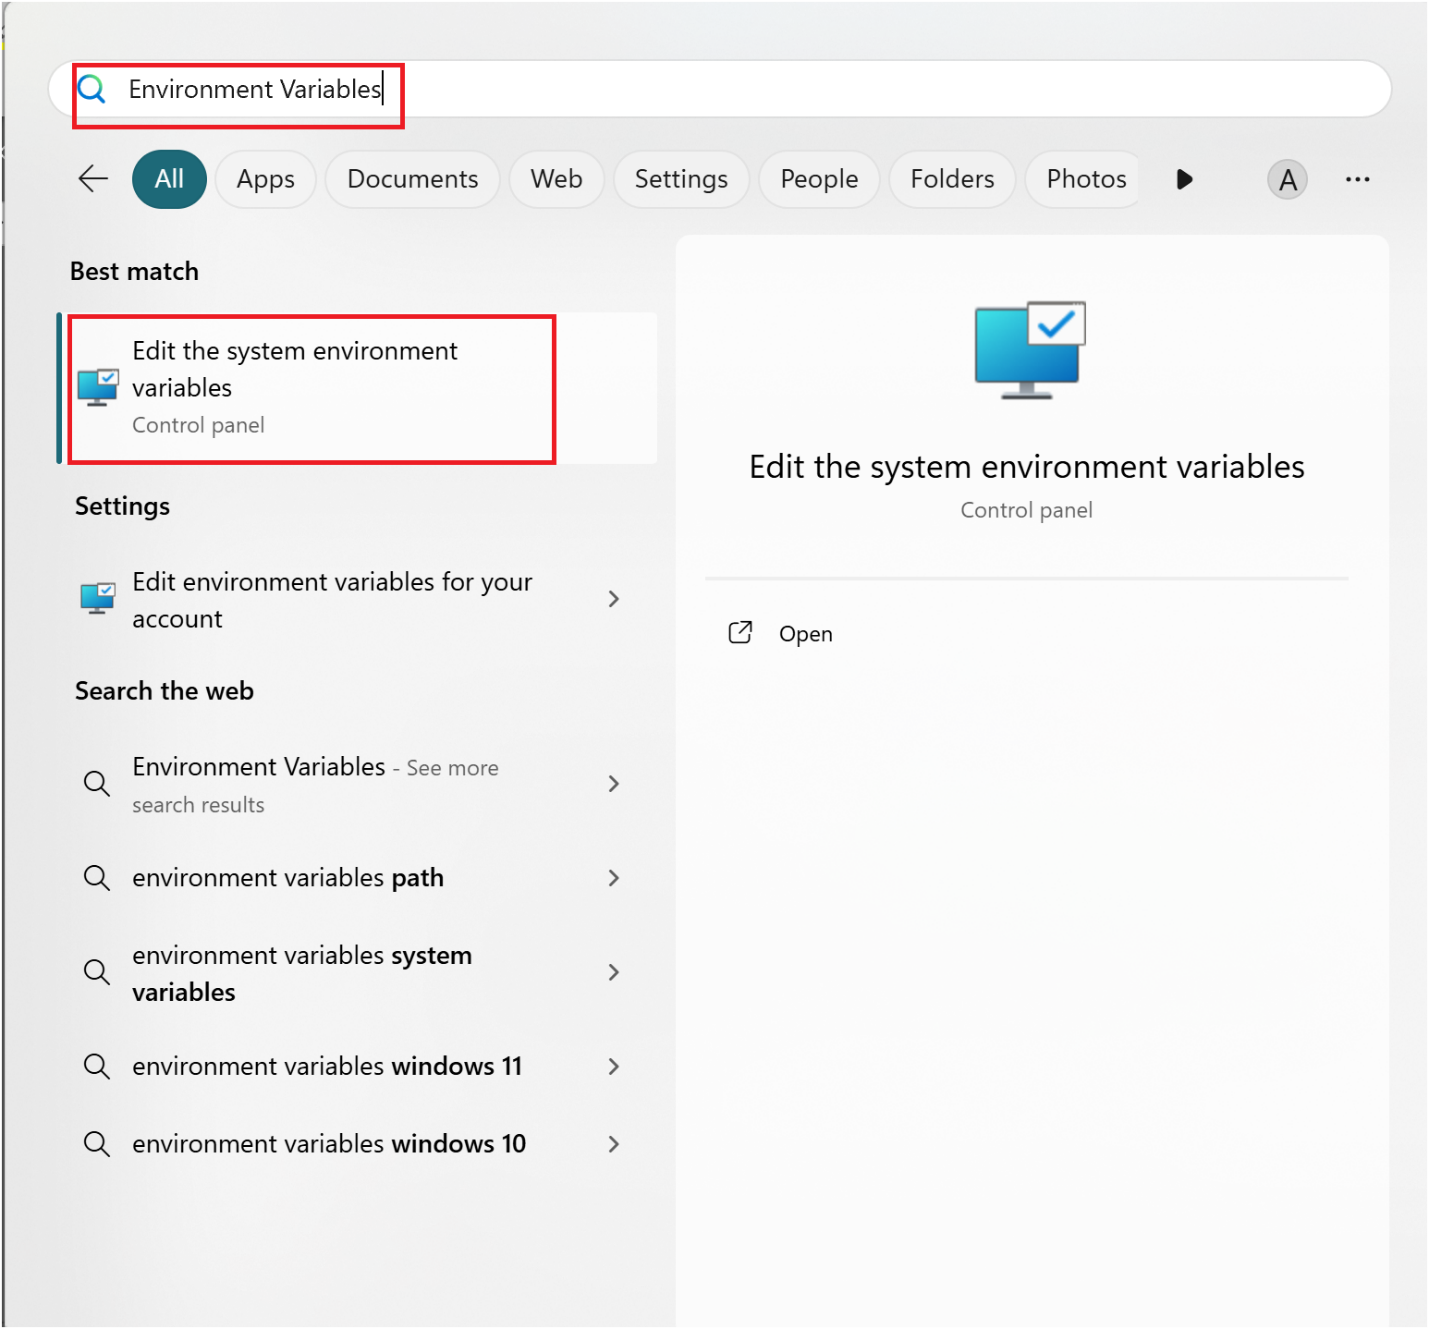 Environment Variables
All
Apps
Documents
Web
Settings
People
Folders
Photos
A
Best match
Edit the system environment
variables
Control panel
Settings
Edit environment variables for your
account
Search the web
Environment Variables - See more
search results
environment variables path
environment variables system
variables
environment variables windows 11
environment variables windows 10
Edit the system environment variables
Control panel
Open